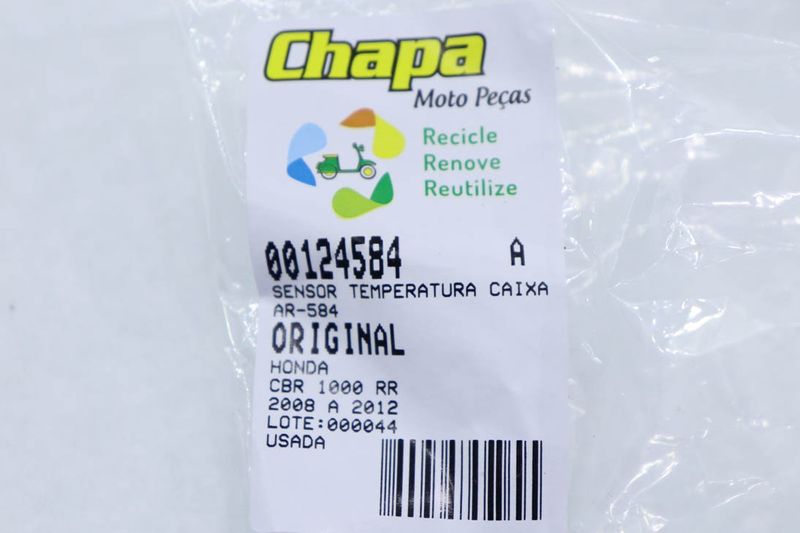 Chapa
Moto Peças
Recicle
Renove
Reutilize
00124584 A
SENSOR TEMPERATURA CAIXA
AR-584
ORIGINAL
HONDA
CBR 1000 RR
2008 A 2012
LOTE:000044
USADA